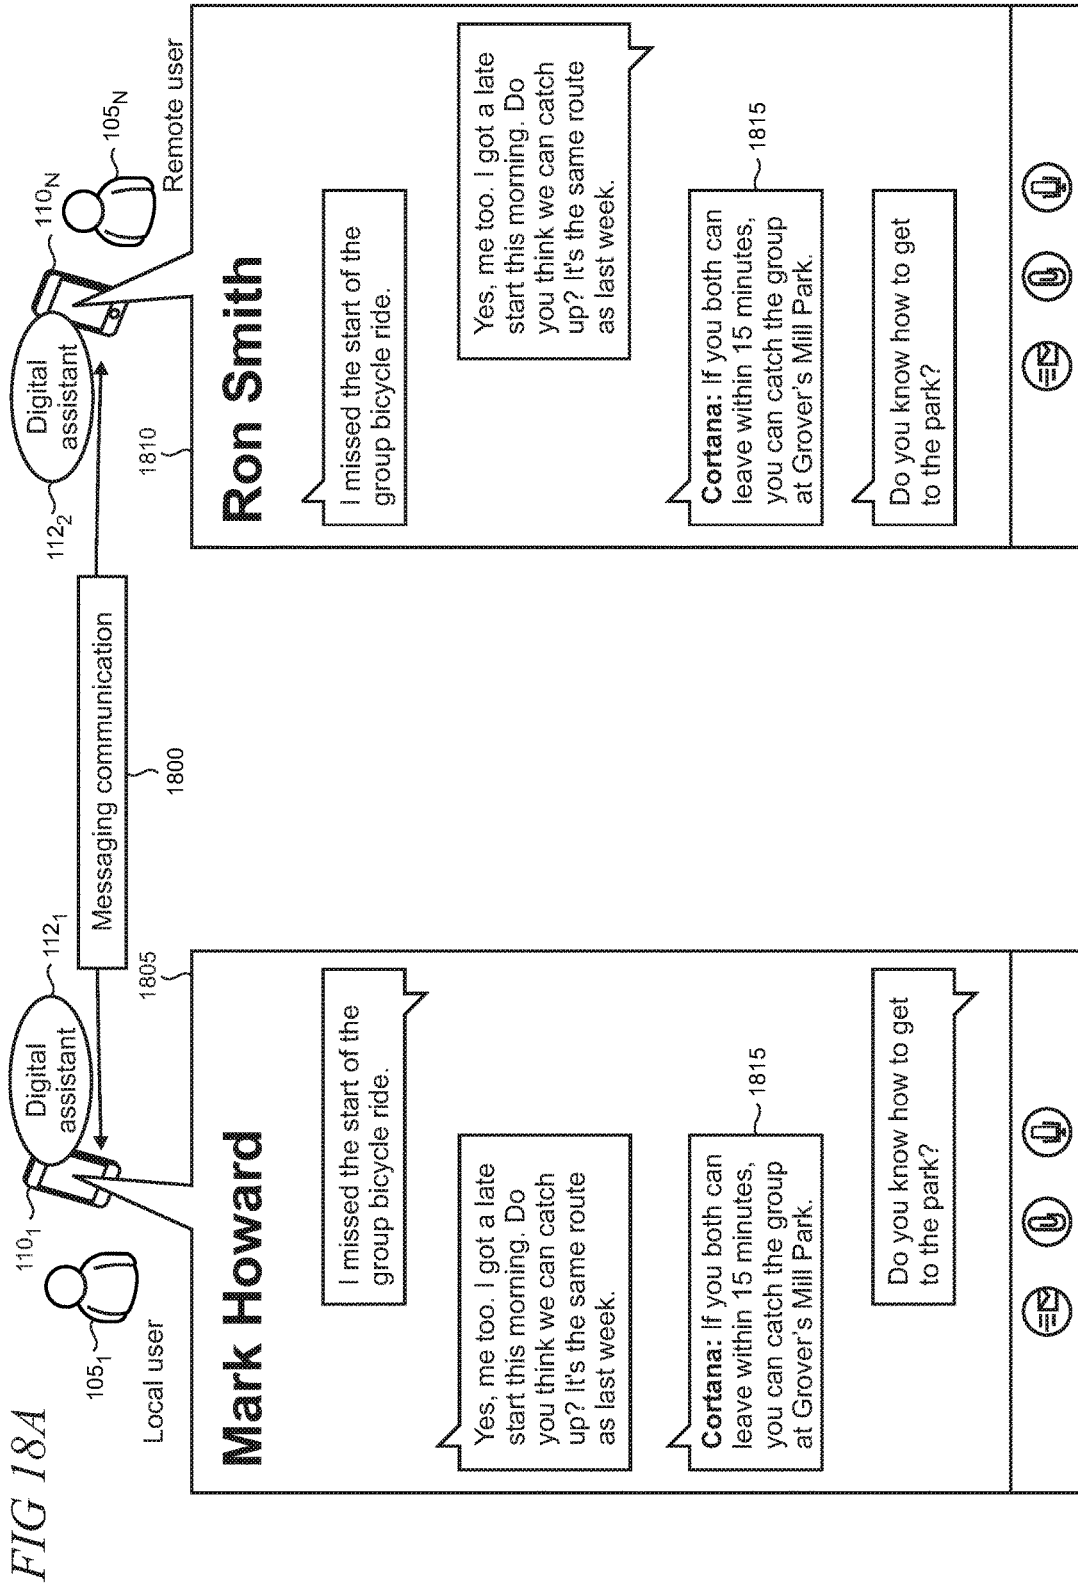 FIG 18A
105₁
Local user
110₁
Digital
assistant
112₁
Messaging communication
1800
112₂
Digital
assistant
110_N
105_N
Remote user
1805
Mark Howard
I missed the start of the
group bicycle ride.
Yes, me too. I got a late
start this morning. Do
you think we can catch
up? It's the same route
as last week.
Cortana: If you both can
leave within 15 minutes,
you can catch the group
at Grover's Mill Park.
1815
Do you know how to get
to the park?
1810
Ron Smith
I missed the start of the
group bicycle ride.
Yes, me too. I got a late
start this morning. Do
you think we can catch
up? It's the same route
as last week.
Cortana: If you both can
leave within 15 minutes,
you can catch the group
at Grover's Mill Park.
1815
Do you know how to get
to the park?